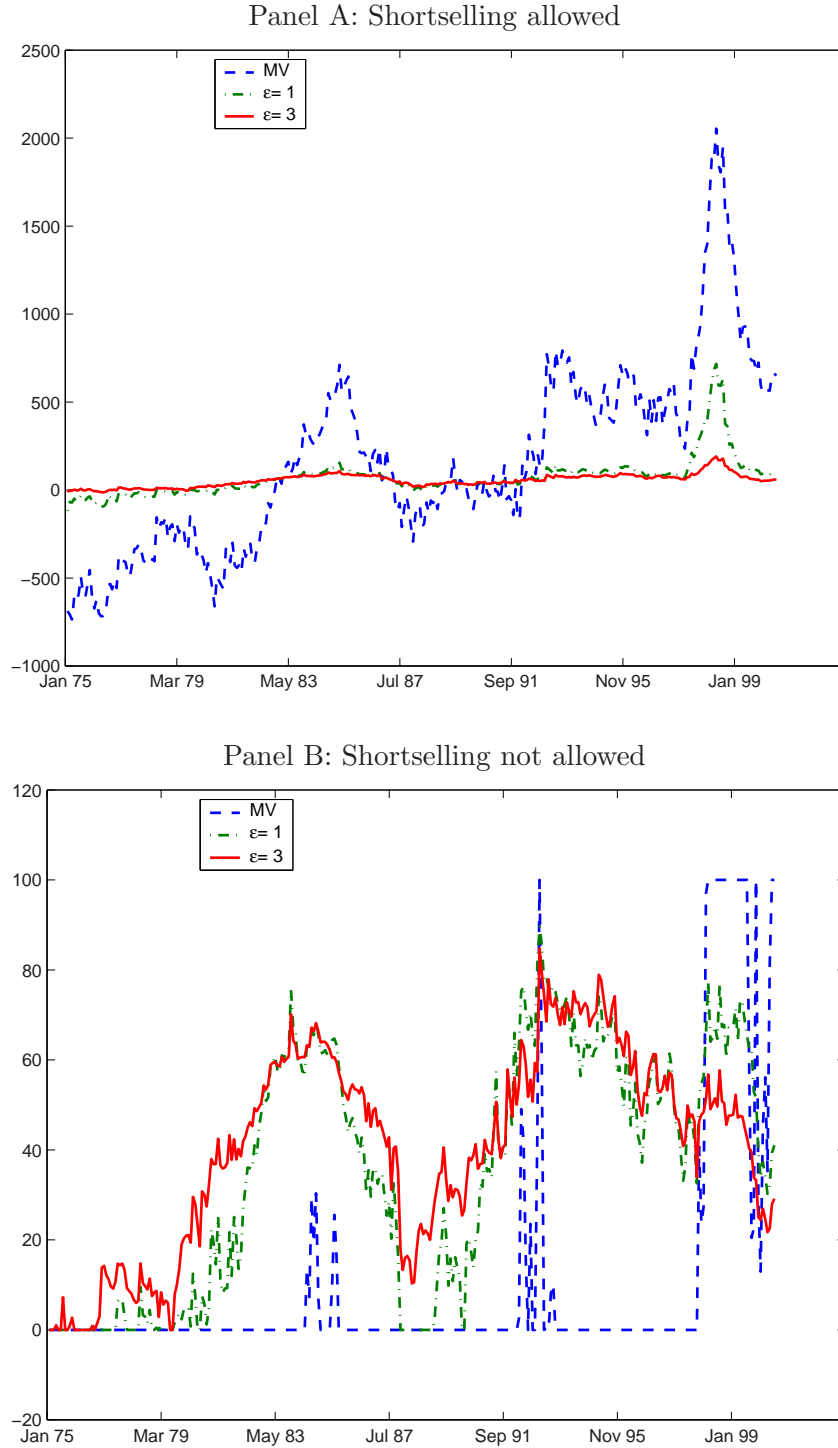 Panel A: Shortselling allowed
2500
2000
1500
1000
500
0
−500
−1000
MV
ε= 1
ε= 3
Jan 75
Mar 79
May 83
Jul 87
Sep 91
Nov 95
Jan 99
Panel B: Shortselling not allowed
120
100
80
60
40
20
0
−20
MV
ε= 1
ε= 3
Jan 75
Mar 79
May 83
Jul 87
Sep 91
Nov 95
Jan 99